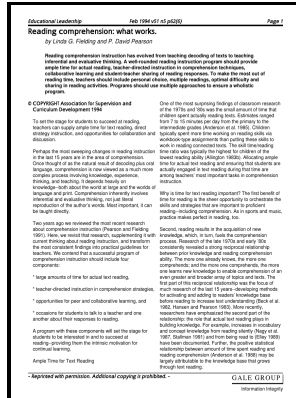 Educational Leadership Feb 1994 v51 n5 p62(6) Page 1
Reading comprehension: what works.
by Linda G. Fielding and P. David Pearson
Reading comprehension instruction has evolved from teaching decoding of texts to teaching
inferential and evaluative thinking. A well-rounded reading instruction program should provide
ample time for actual reading, teacher-directed instruction in comprehension techniques,
collaborative learning and student-teacher sharing of reading responses. To make the most out of
reading time, teachers should include personal choice, multiple readings, optimal difficulty and
sharing in reading activities. Programs should use multiple approaches to ensure a wholistic
program.
© COPYRIGHT Association for Supervision and
Curriculum Development 1994
To set the stage for students to succeed at reading,
teachers can supply ample time for text reading, direct
strategy instruction, and opportunities for collaboration and
discussion.
Perhaps the most sweeping changes in reading instruction
in the last 15 years are in the area of comprehension.
Once thought of as the natural result of decoding plus oral
language, comprehension is now viewed as a much more
complex process involving knowledge, experience,
thinking, and teaching. It depends heavily on
knowledge--both about the world at large and the worlds of
language and print. Comprehension inherently involves
inferential and evaluative thinking, not just literal
reproduction of the author's words. Most important, it can
be taught directly.
Two years ago we reviewed the most recent research
about comprehension instruction (Pearson and Fielding
1991). Here, we revisit that research, supplementing it with
current thinking about reading instruction, and transform
the most consistent findings into practical guidelines for
teachers. We contend that a successful program of
comprehension instruction should include four
components:
* large amounts of time for actual text reading,
* teacher-directed instruction in comprehension strategies,
* opportunities for peer and collaborative learning, and
* occasions for students to talk to a teacher and one
another about their responses to reading.
A program with these components will set the stage for
students to be interested in and to succeed at
reading--providing them the intrinsic motivation for
continual learning.
Ample Time for Text Reading
One of the most surprising findings of classroom research
of the 1970s and '80s was the small amount of time that
children spent actually reading texts. Estimates ranged
from 7 to 15 minutes per day from the primary to the
intermediate grades (Anderson et al. 1985). Children
typically spent more time working on reading skills via
workbook-type assignments than putting these skills to
work in reading connected texts. The skill time/reading
time ratio was typically the highest for children of the
lowest reading ability (Allington 1983b). Allocating ample
time for actual text reading and ensuring that students are
actually engaged in text reading during that time are
among teachers' most important tasks in comprehension
instruction.
Why is time for text reading important? The first benefit of
time for reading is the sheer opportunity to orchestrate the
skills and strategies that are important to proficient
reading--including comprehension. As in sports and music,
practice makes perfect in reading, too.
Second, reading results in the acquisition of new
knowledge, which, in turn, fuels the comprehension
process. Research of the late 1970s and early '80s
consistently revealed a strong reciprocal relationship
between prior knowledge and reading comprehension
ability. The more one already knows, the more one
comprehends; and the more one comprehends, the more
one learns new knowledge to enable comprehension of an
even greater and broader array of topics and texts. The
first part of this reciprocal relationship was the focus of
much research of the last 15 years--developing methods
for activating and adding to readers' knowledge base
before reading to increase text understanding (Beck et al.
1982, Hansen and Pearson 1983). More recently,
researchers have emphasized the second part of the
relationship: the role that actual text reading plays in
building knowledge. For example, increases in vocabulary
and concept knowledge from reading silently (Nagy et al.
1987, Stallman 1991) and from being read to (Elley 1989)
have been documented. Further, the positive statistical
relationship between amount of time spent reading and
reading comprehension (Anderson et al. 1988) may be
largely attributable to the knowledge base that grows
through text reading.
- Reprinted with permission. Additional copying is prohibited. -
GALE GROUP
Information Integrity